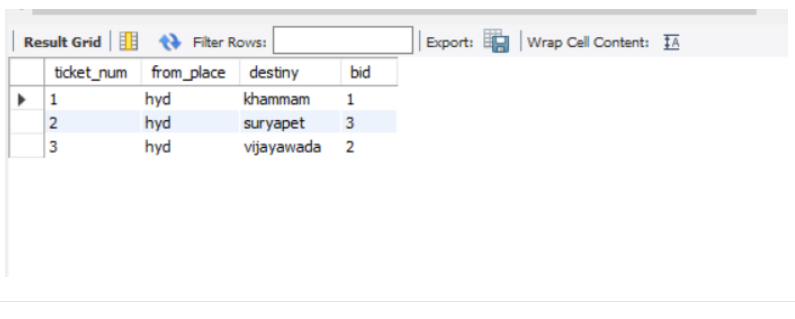 Result Grid Filter Rows: Export: Wrap Cell Content: IA
ticket_num from_place destiny bid
1 hyd khammam 1
2 hyd suryapet 3
3 hyd vijayawada 2